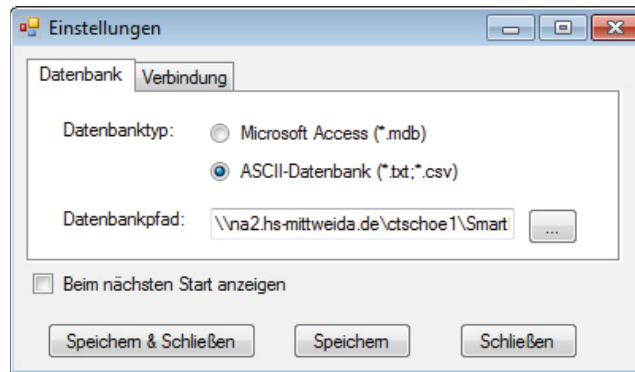 Einstellungen
Datenbank Verbindung
Datenbanktyp: Microsoft Access (*.mdb)
ASCII-Datenbank (*.txt;*.csv)
Datenbankpfad: \\na2.hs-mittweida.de\ctschoe1\Smart ...
Beim nächsten Start anzeigen
Speichern & Schließen Speichern Schließen